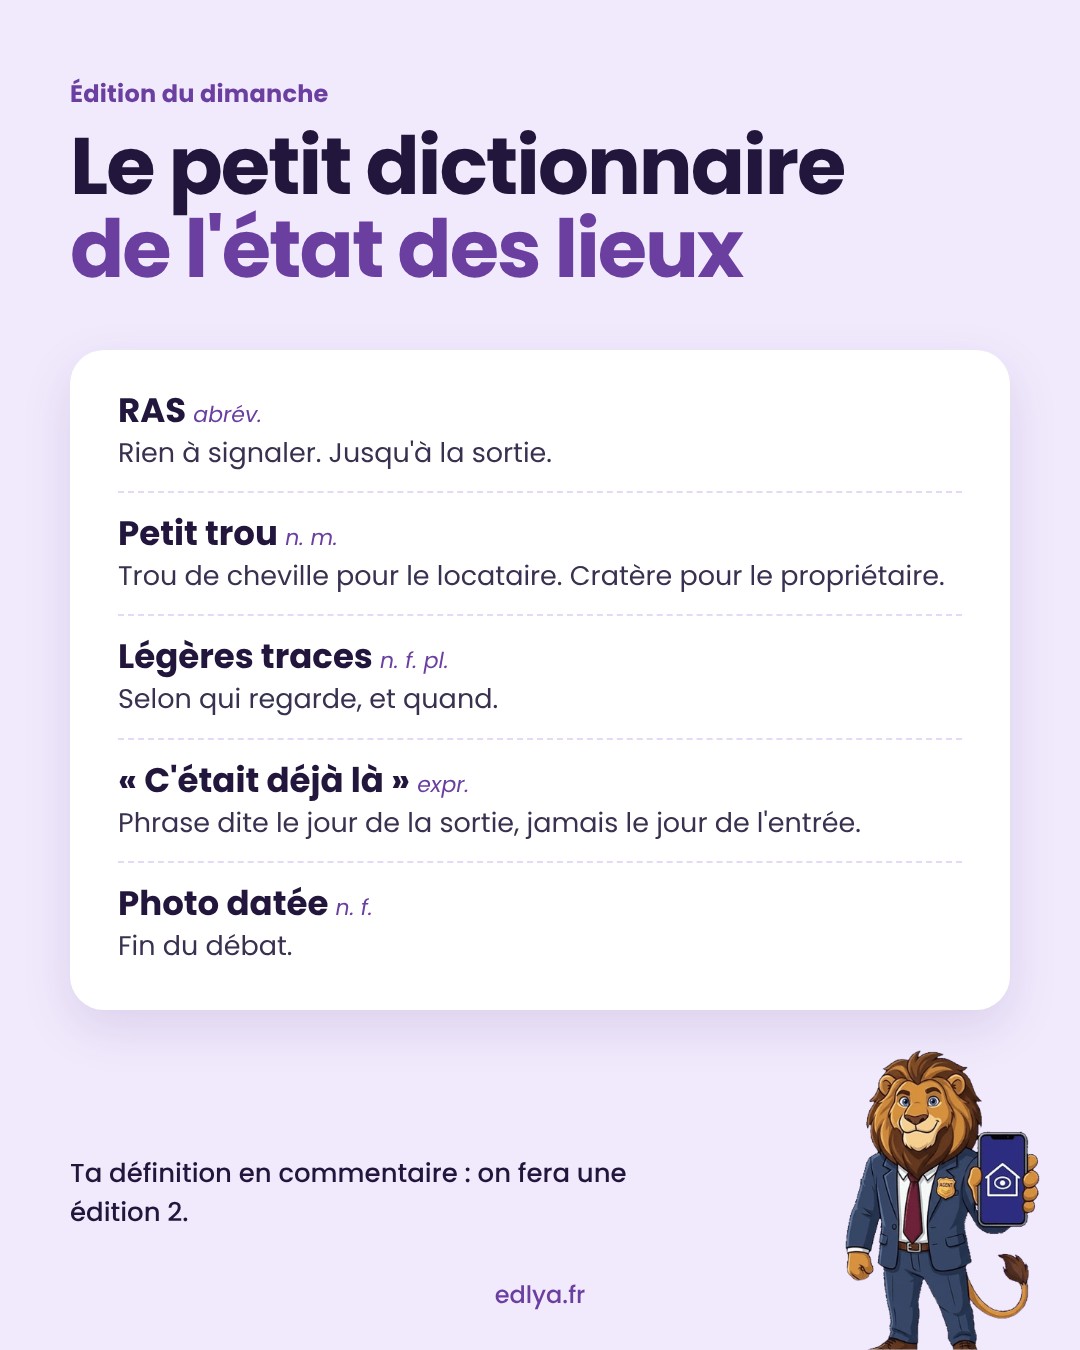 Édition du dimanche
Le petit dictionnaire
de l'état des lieux
RAS abrév.
Rien à signaler. Jusqu'à la sortie.
Petit trou n. m.
Trou de cheville pour le locataire. Cratère pour le propriétaire.
Légères traces n. f. pl.
Selon qui regarde, et quand.
« C'était déjà là » expr.
Phrase dite le jour de la sortie, jamais le jour de l'entrée.
Photo datée n. f.
Fin du débat.
Ta définition en commentaire : on fera une
édition 2.
AGENT
edlya.fr